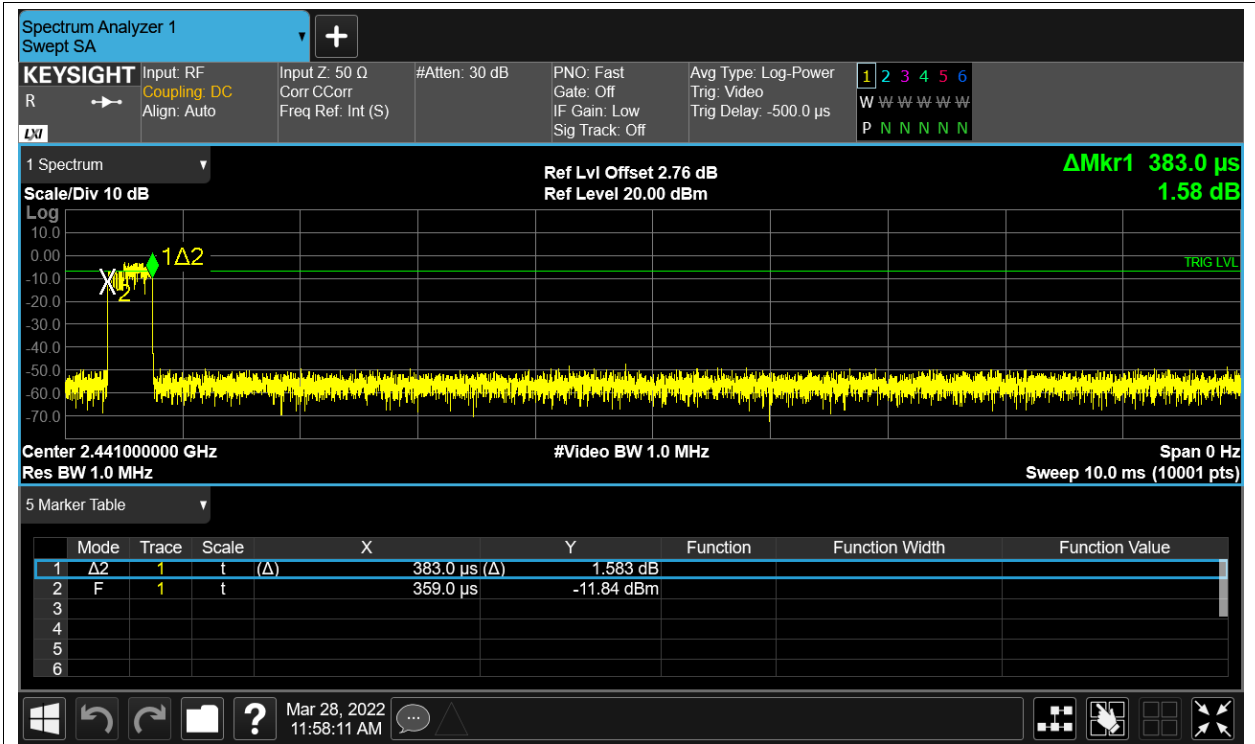 Spectrum Analyzer 1
Swept SA
KEYSIGHT Input: RF Input Z: 50 Ω #Atten: 30 dB PNO: Fast Avg Type: Log-Power 1 2 3 4 5 6
R Coupling: DC Corr CCorr Gate: Off Trig: Video W W W W W W
Align: Auto Freq Ref: Int (S) IF Gain: Low Trig Delay: -500.0 µs
LXI Sig Track: Off P N N N N N
1 Spectrum Ref Lvl Offset 2.76 dB ΔMkr1 383.0 µs
Scale/Div 10 dB Ref Level 20.00 dBm 1.58 dB
Log
10.0
0.00 1Δ2 TRIG LVL
-10.0 2
-20.0
-30.0
-40.0
-50.0
-60.0
-70.0
Center 2.441000000 GHz #Video BW 1.0 MHz Span 0 Hz
Res BW 1.0 MHz Sweep 10.0 ms (10001 pts)
5 Marker Table
Mode Trace Scale X Y Function Function Width Function Value
1 Δ2 1 t (Δ) 383.0 µs (Δ) 1.583 dB
2 F 1 t 359.0 µs -11.84 dBm
3
4
5
6
? Mar 28, 2022
11:58:11 AM